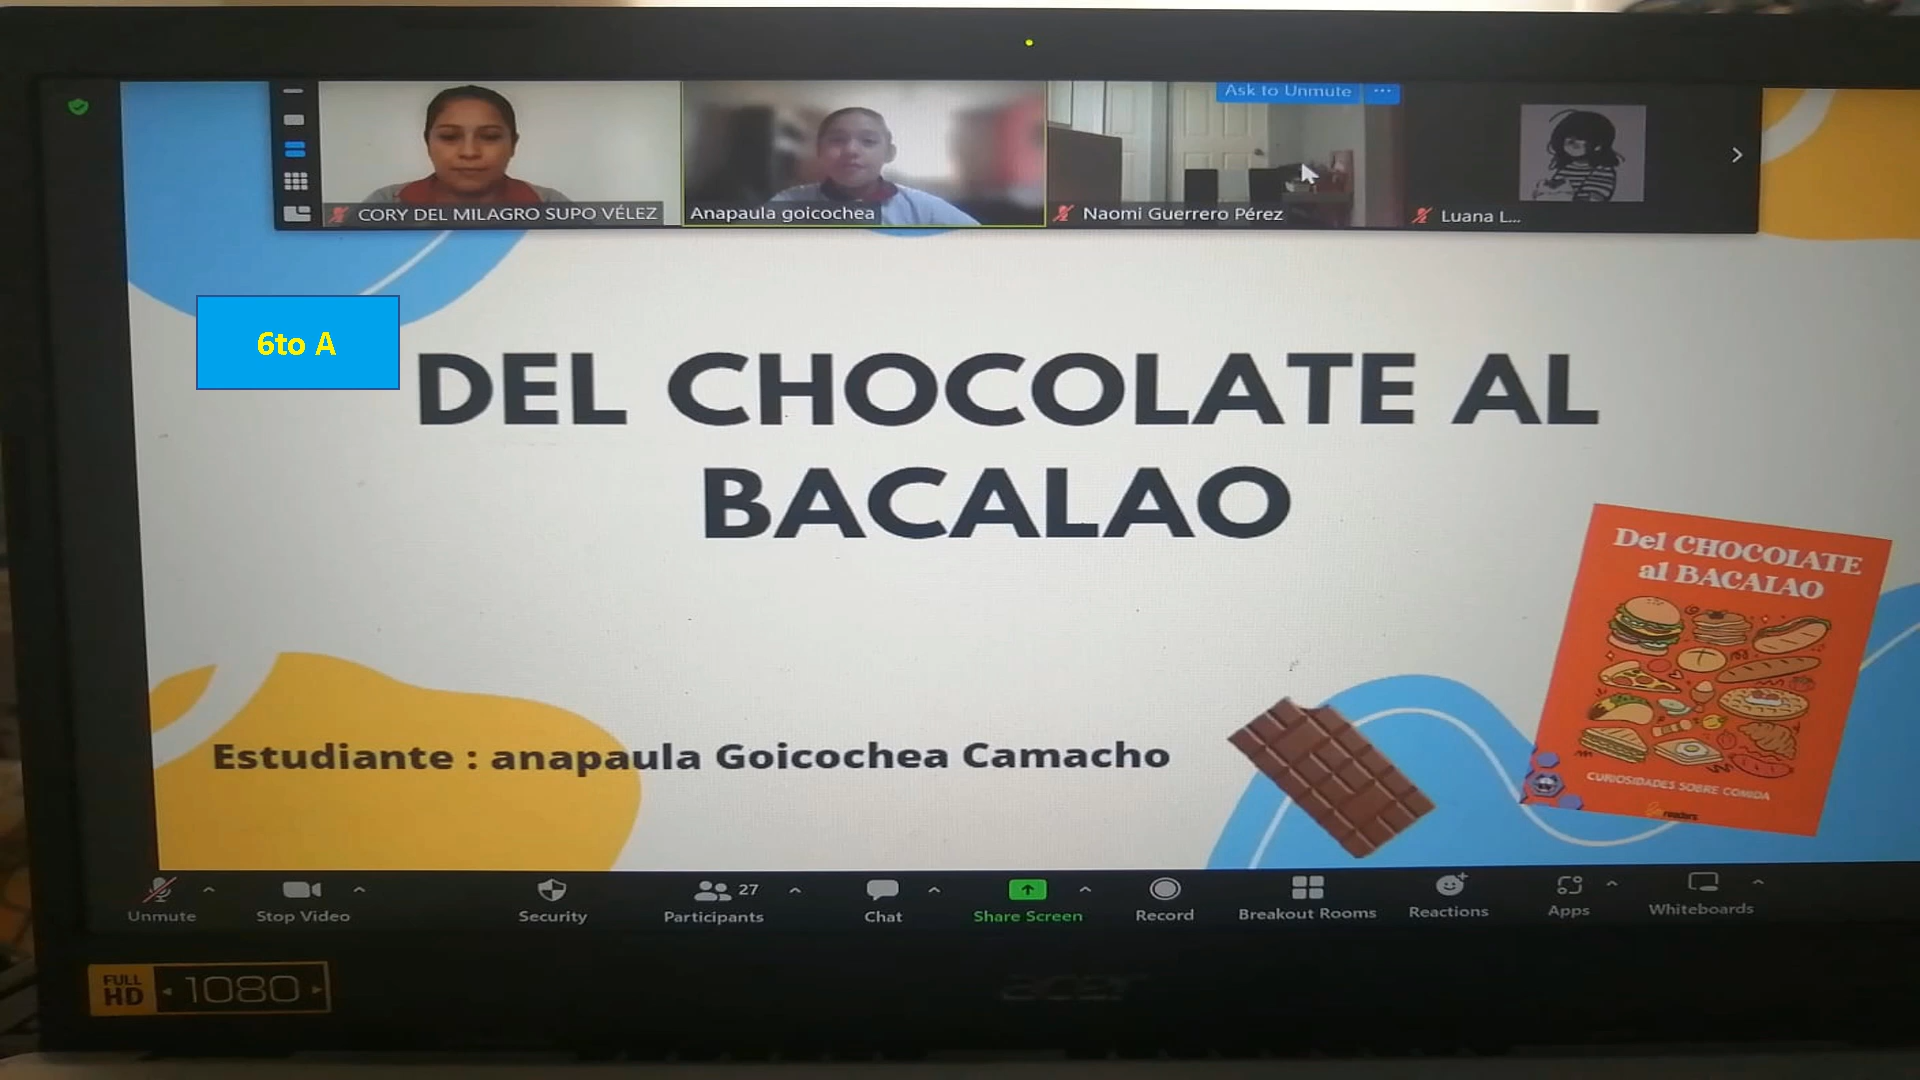 Ask to Unmute
CORY DEL MILAGRO SUPO VÉLEZ
Anapaula goicochea
Naomi Guerrero Pérez
Luana L...
6to A
DEL CHOCOLATE AL
BACALAO
Del CHOCOLATE
al BACALAO
CURIOSIDADES SOBRE COMIDA
readers
Estudiante : anapaula Goicochea Camacho
Unmute
Stop Video
Security
27
Participants
Chat
Share Screen
Record
Breakout Rooms
Reactions
Apps
Whiteboards
FULL
HD
1080
acer